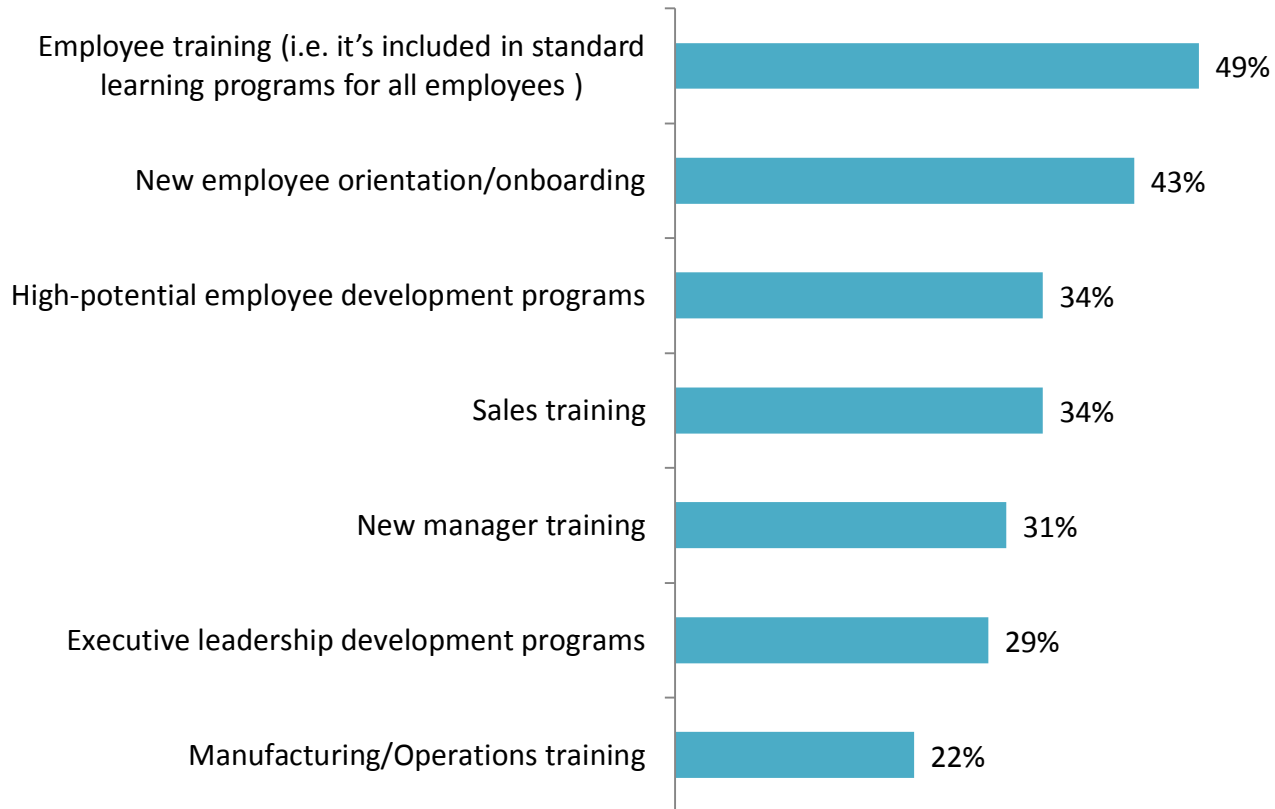 Employee training (i.e. it’s included in standard
learning programs for all employees )
49%
New employee orientation/onboarding
43%
High-potential employee development programs
34%
Sales training
34%
New manager training
31%
Executive leadership development programs
29%
Manufacturing/Operations training
22%